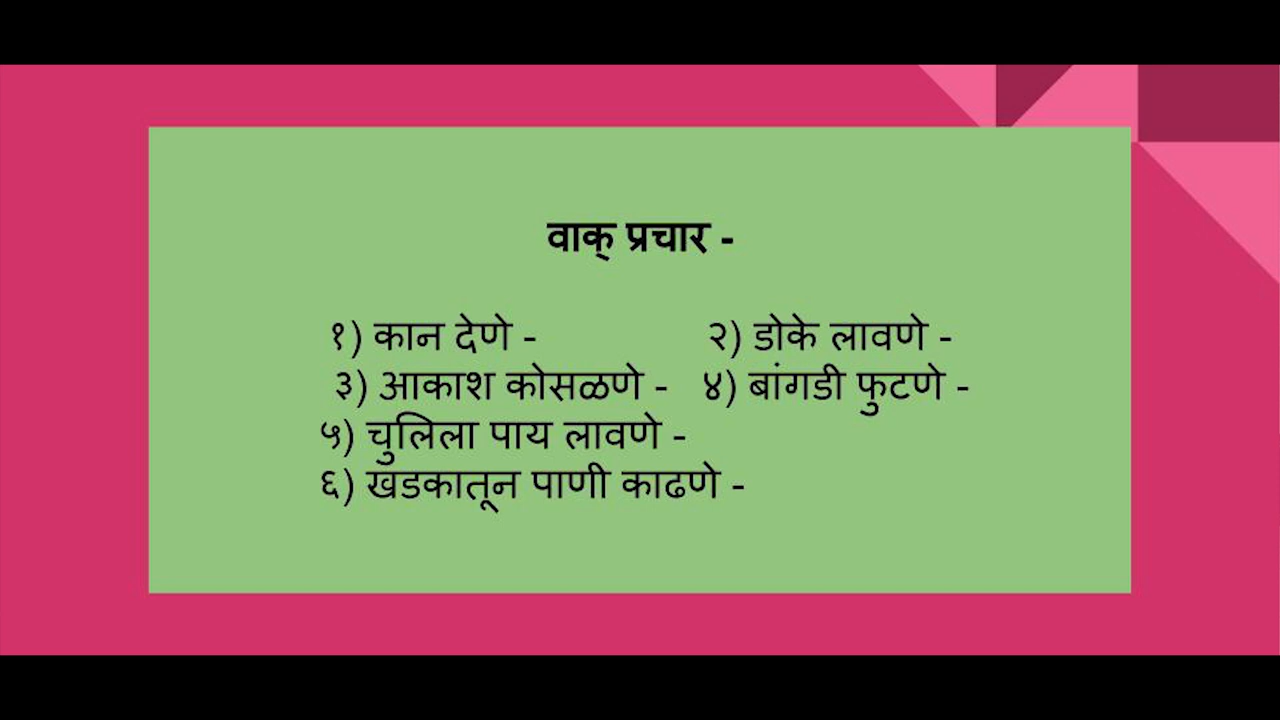 वाक् प्रचार -
१) कान देणे - २) डोके लावणे -
३) आकाश कोसळणे - ४) बांगडी फुटणे -
५) चुलिला पाय लावणे -
६) खडकातून पाणी काढणे -